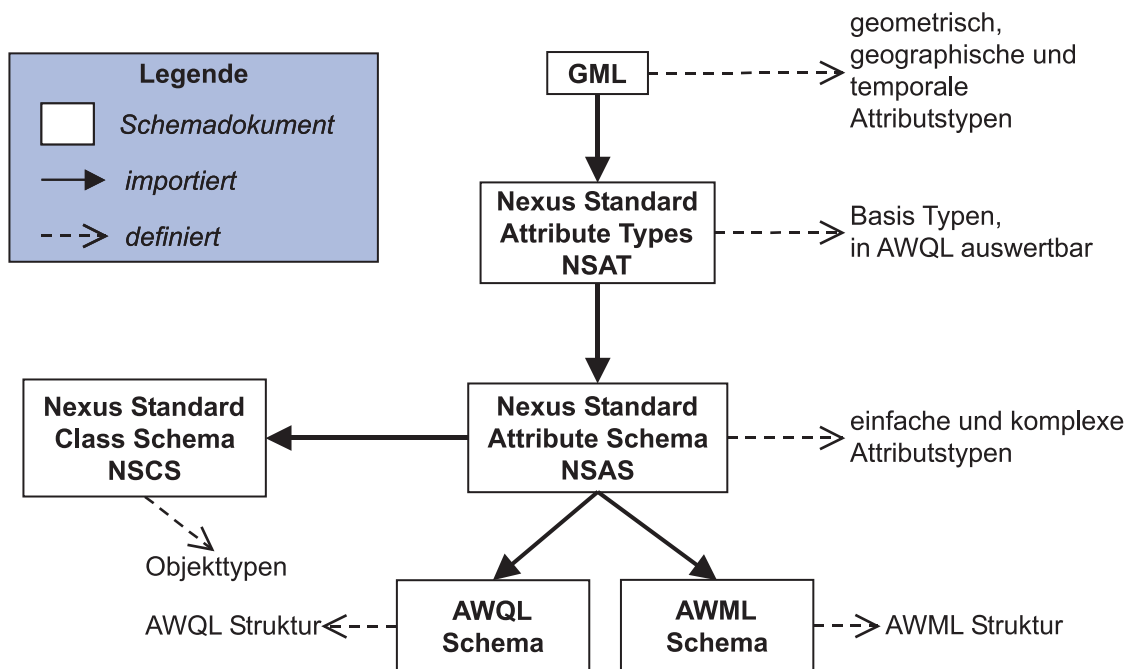 Legende
Schemadokument
importiert
definiert
GML
geometrisch,
geographische und
temporale
Attributstypen
Nexus Standard
Attribute Types
NSAT
Basis Typen,
in AWQL auswertbar
Nexus Standard
Class Schema
NSCS
Nexus Standard
Attribute Schema
NSAS
einfache und komplexe
Attributstypen
Objekttypen
AWQL Struktur
AWQL
Schema
AWML
Schema
AWML Struktur